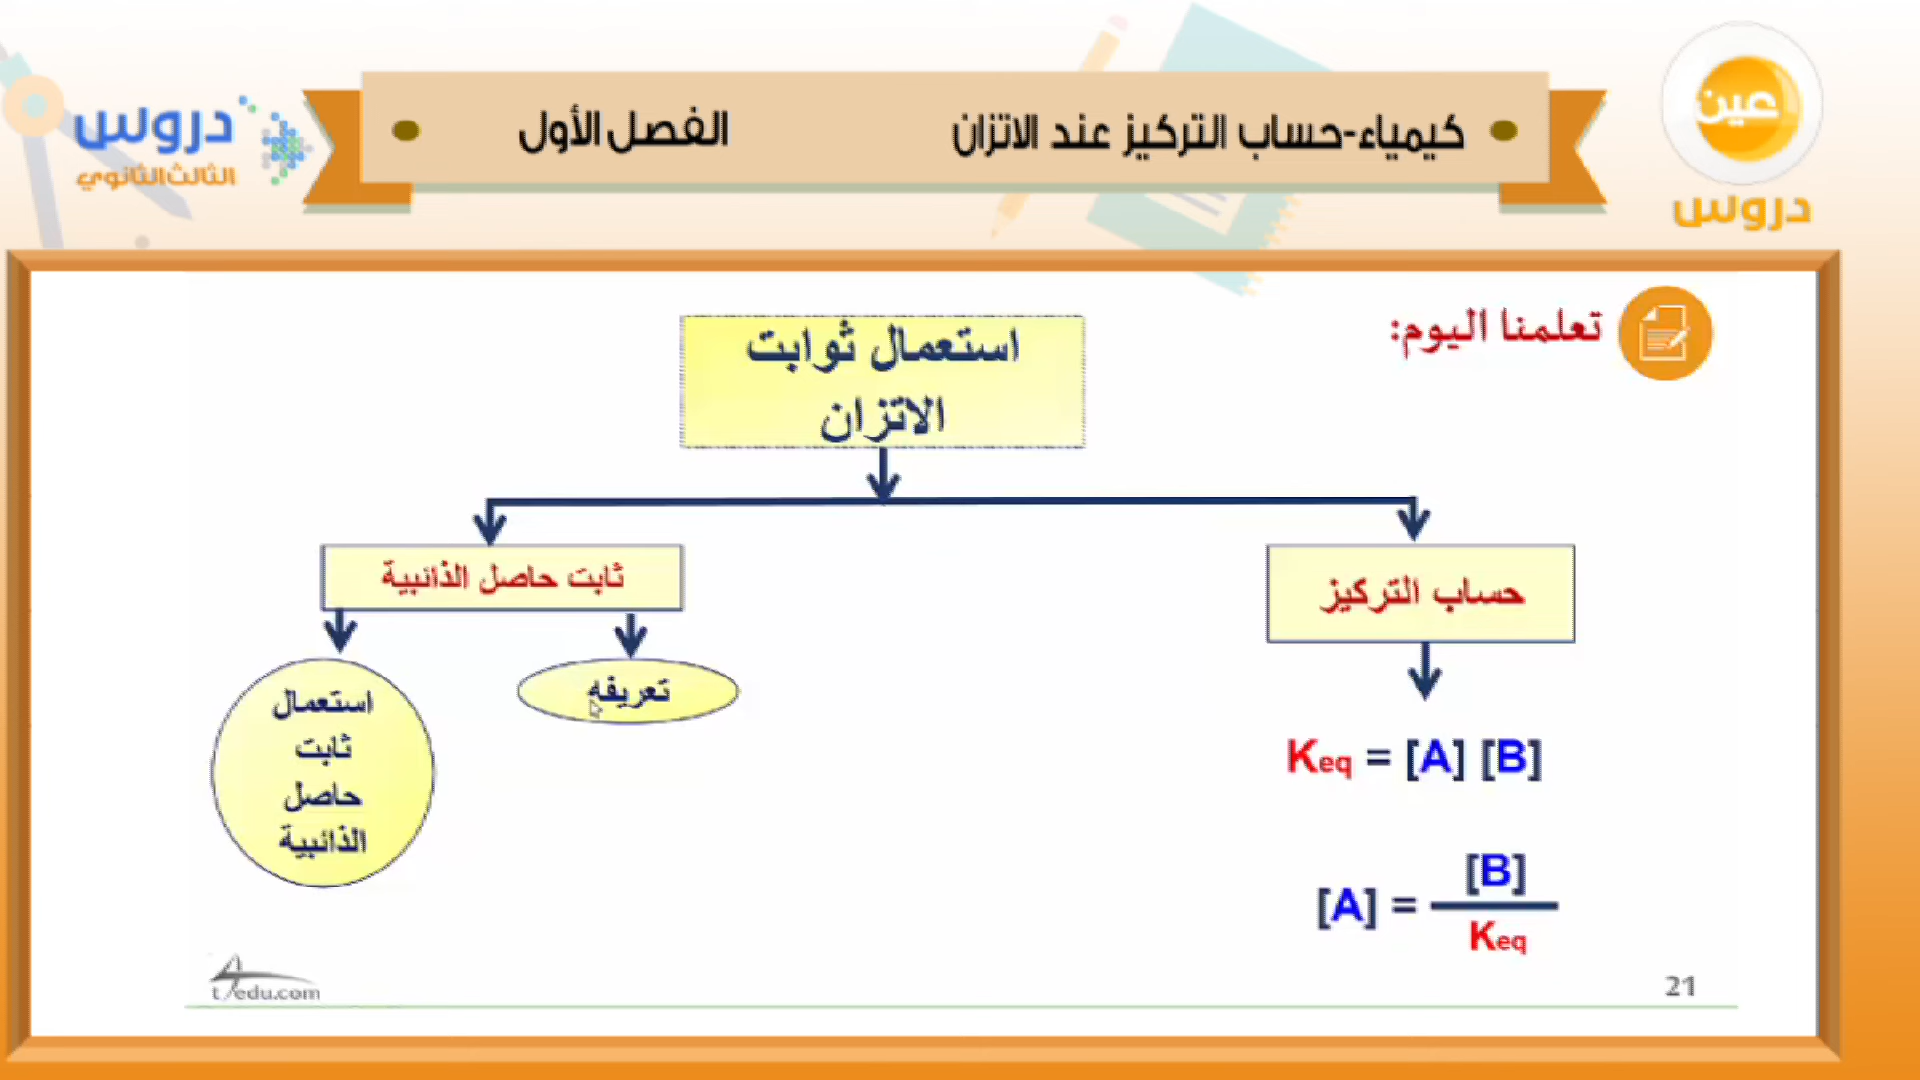 عين
دروس
كيمياء-حساب التركيز عند الاتزان
الفصل الأول
دروس
الثالث الثانوي
تعلمنا اليوم:
استعمال ثوابت
الاتزان
حساب التركيز
ثابت حاصل الذائبية
تعريفه
استعمال
ثابت
حاصل
الذائبية
Keq = [A] [B]
[A] = [B] / Keq
t4edu.com
21